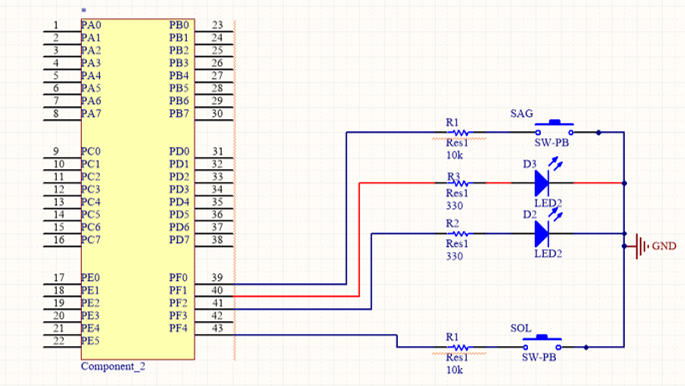 *
1 PA0 PB0 23
2 PA1 PB1 24
3 PA2 PB2 25
4 PA3 PB3 26
5 PA4 PB4 27
6 PA5 PB5 28
7 PA6 PB6 29
8 PA7 PB7 30
9 PC0 PD0 31
10 PC1 PD1 32
11 PC2 PD2 33
12 PC3 PD3 34
13 PC4 PD4 35
14 PC5 PD5 36
15 PC6 PD6 37
16 PC7 PD7 38
17 PE0 PF0 39
18 PE1 PF1 40
19 PE2 PF2 41
20 PE3 PF3 42
21 PE4 PF4 43
22 PE5
Component_2
R1
Res1
10k
SAG
SW-PB
R3
Res1
330
D3
LED2
R2
Res1
330
D2
LED2
GND
R1
Res1
10k
SOL
SW-PB